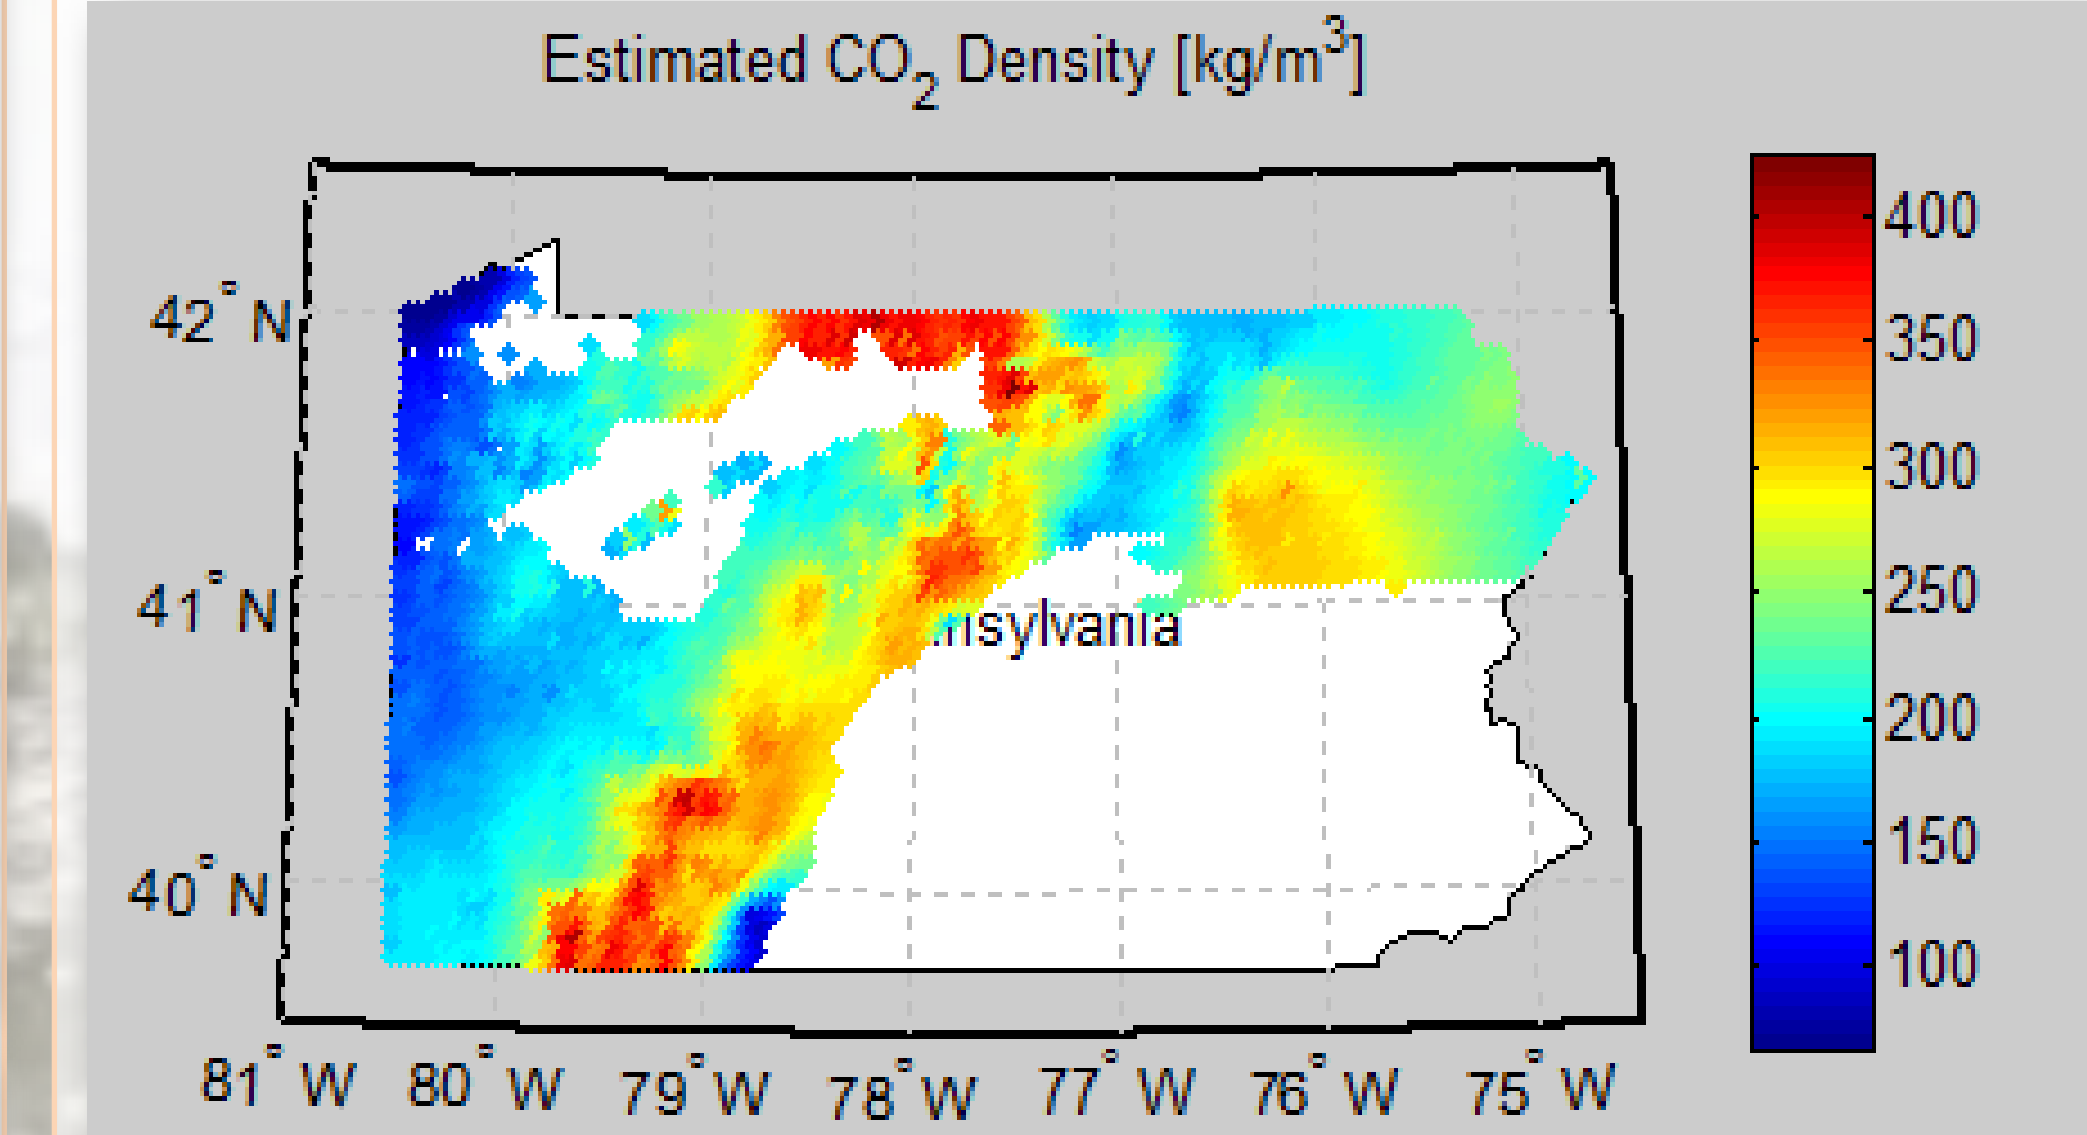 Estimated CO₂ Density [kg/m³]
42° N
41° N
40° N
nsylvania
81° W 80° W 79° W 78° W 77° W 76° W 75° W
400
350
300
250
200
150
100